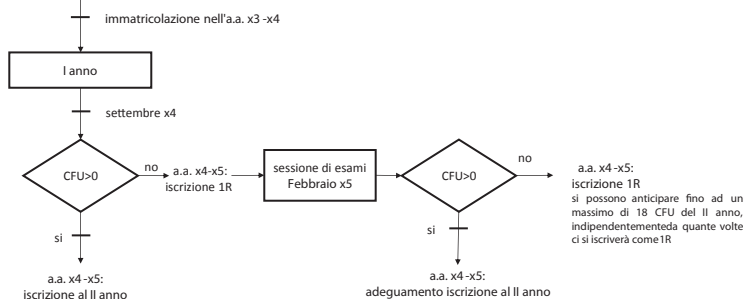 immatricolazione nell'a.a. x3 -x4
I anno
settembre x4
CFU>0
no
a.a. x4-x5:
iscrizione 1R
sessione di esami
Febbraio x5
CFU>0
no
a.a. x4-x5:
iscrizione 1R
si possono anticipare fino ad un
massimo di 18 CFU del II anno,
indipendentementeda quante volte
ci si iscriverà come1R
si
a.a. x4-x5:
iscrizione al II anno
si
a.a. x4-x5:
adeguamento iscrizione al II anno